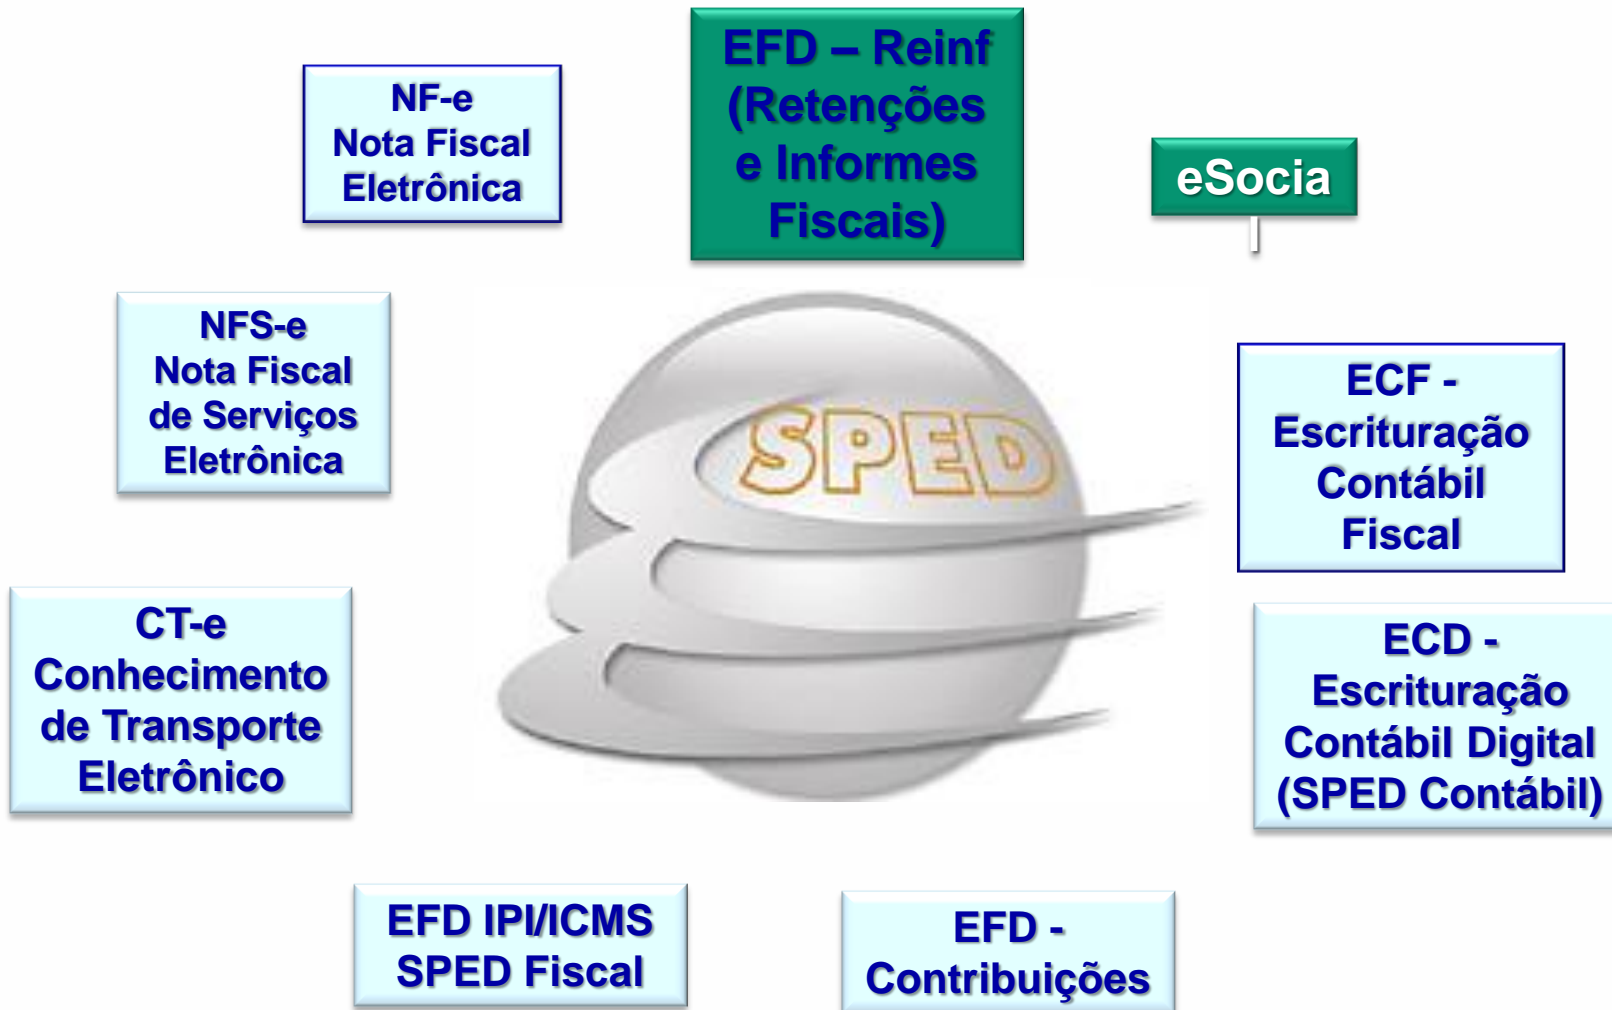 EFD – Reinf
(Retenções
e Informes
Fiscais)
NF-e
Nota Fiscal
Eletrônica
eSocia
l
NFS-e
Nota Fiscal
de Serviços
Eletrônica
SPED
ECF -
Escrituração
Contábil
Fiscal
CT-e
Conhecimento
de Transporte
Eletrônico
ECD -
Escrituração
Contábil Digital
(SPED Contábil)
EFD IPI/ICMS
SPED Fiscal
EFD -
Contribuições